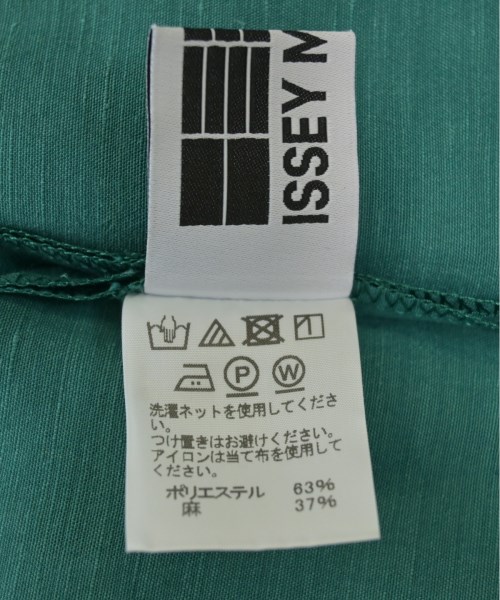 ISSEY M
P W
洗濯ネットを使用してくださ
い。
つけ置きはお避けください。
アイロンは当て布を使用して
ください。
ポリエステル 63%
麻 37%